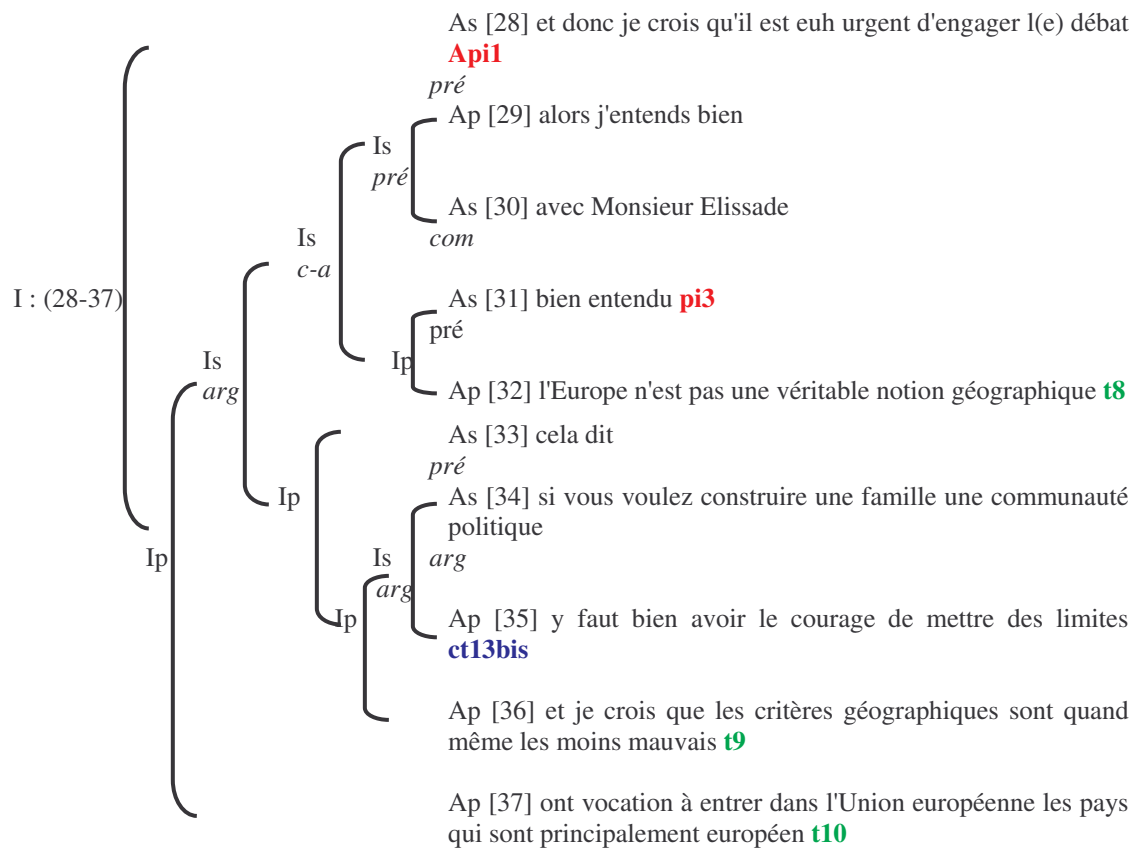 As [28] et donc je crois qu'il est euh urgent d'engager l(e) débat
Api1
pré
Ap [29] alors j'entends bien
Is
pré
As [30] avec Monsieur Elissade
com
Is
c-a
I : (28-37)
As [31] bien entendu pi3
pré
Ip
Is
arg
Ap [32] l'Europe n'est pas une véritable notion géographique t8
As [33] cela dit
pré
Ip
As [34] si vous voulez construire une famille une communauté
politique
arg
Ip
Is
arg
Ip
Ap [35] y faut bien avoir le courage de mettre des limites
ct13bis
Ap [36] et je crois que les critères géographiques sont quand
même les moins mauvais t9
Ap [37] ont vocation à entrer dans l'Union européenne les pays
qui sont principalement européen t10